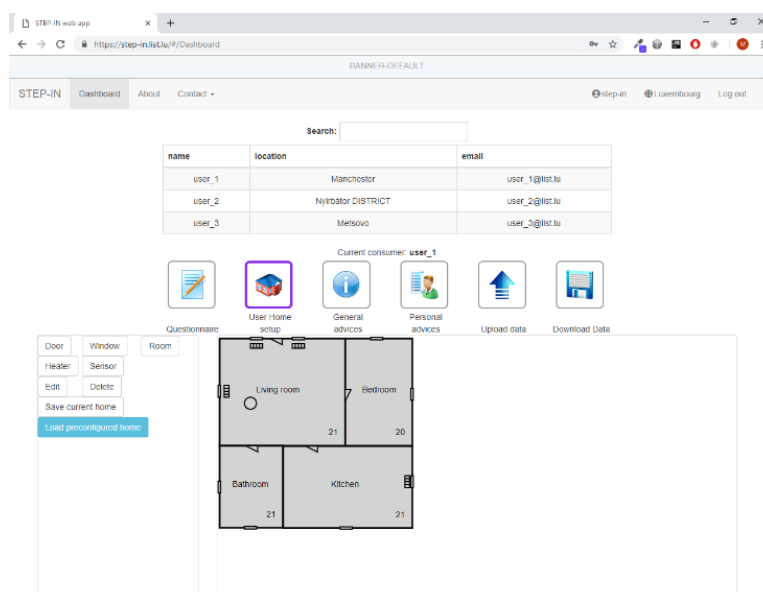 STEP-IN web app
https://step-in.list.lu/#/Dashboard
BANNER-DEFAULT
STEP-IN Dashboard About Contact step-in Luxembourg Log out
Search:
name location email
user_1 Manchester user_1@list.lu
user_2 Nyírbátor DISTRICT user_2@list.lu
user_3 Metsovo user_3@list.lu
Current consumer: user_1
Questionnaire User Home setup General advices Personal advices Upload data Download Data
Door Window Room
Heater Sensor
Edit Delete
Save current home
Load preconfigured home
Living room Bedroom
21 20
Bathroom Kitchen
21 21